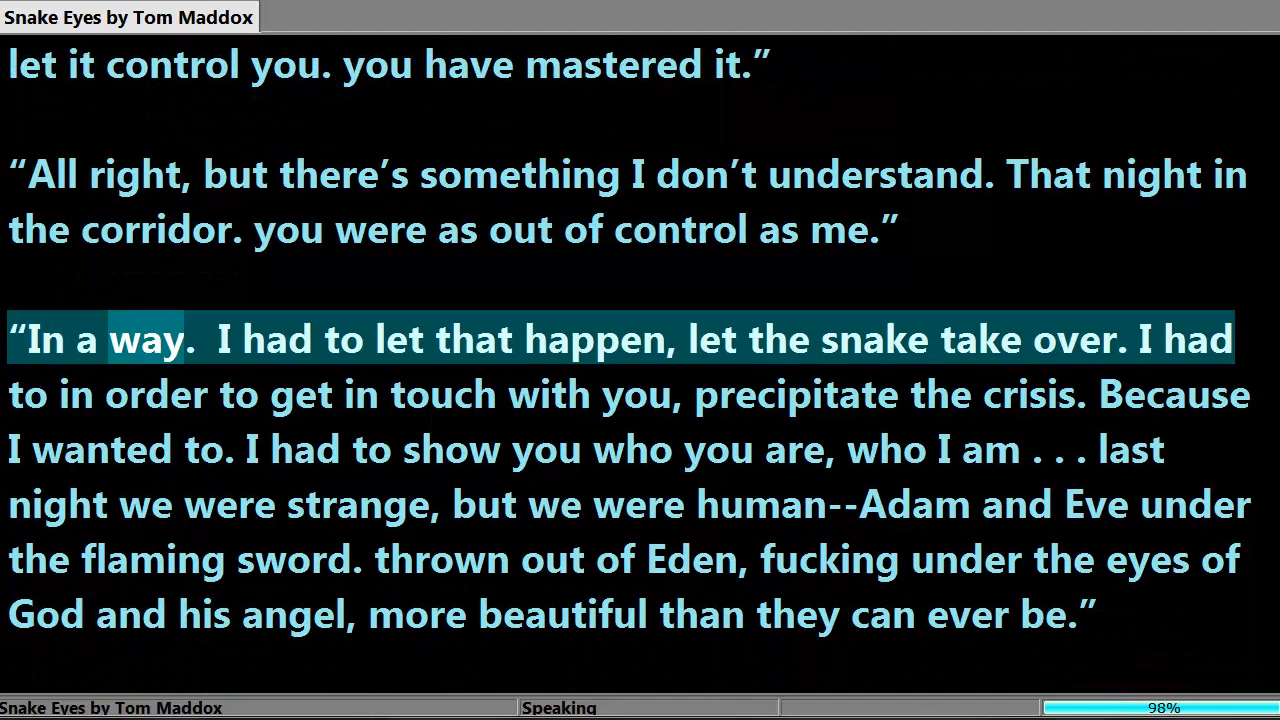 Snake Eyes by Tom Maddox
let it control you. you have mastered it.”
“All right, but there’s something I don’t understand. That night in
the corridor. you were as out of control as me.”
“In a way.  I had to let that happen, let the snake take over. I had
to in order to get in touch with you, precipitate the crisis. Because
I wanted to. I had to show you who you are, who I am . . . last
night we were strange, but we were human--Adam and Eve under
the flaming sword. thrown out of Eden, fucking under the eyes of
God and his angel, more beautiful than they can ever be.”
Snake Eyes by Tom Maddox Speaking 98%